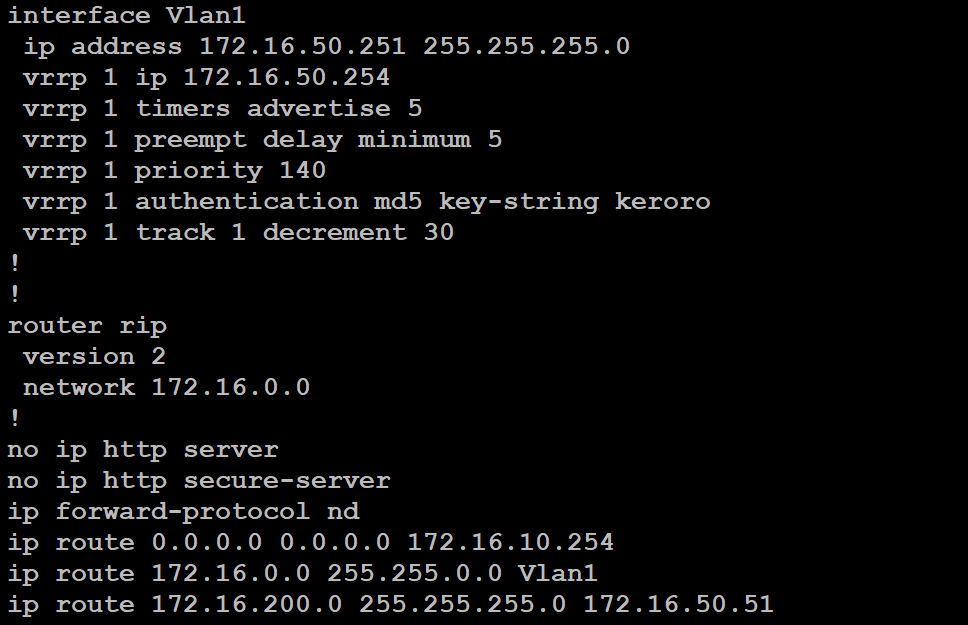 interface Vlan1
 ip address 172.16.50.251 255.255.255.0
 vrrp 1 ip 172.16.50.254
 vrrp 1 timers advertise 5
 vrrp 1 preempt delay minimum 5
 vrrp 1 priority 140
 vrrp 1 authentication md5 key-string keroro
 vrrp 1 track 1 decrement 30
!
!
router rip
 version 2
 network 172.16.0.0
!
no ip http server
no ip http secure-server
ip forward-protocol nd
ip route 0.0.0.0 0.0.0.0 172.16.10.254
ip route 172.16.0.0 255.255.0.0 Vlan1
ip route 172.16.200.0 255.255.255.0 172.16.50.51